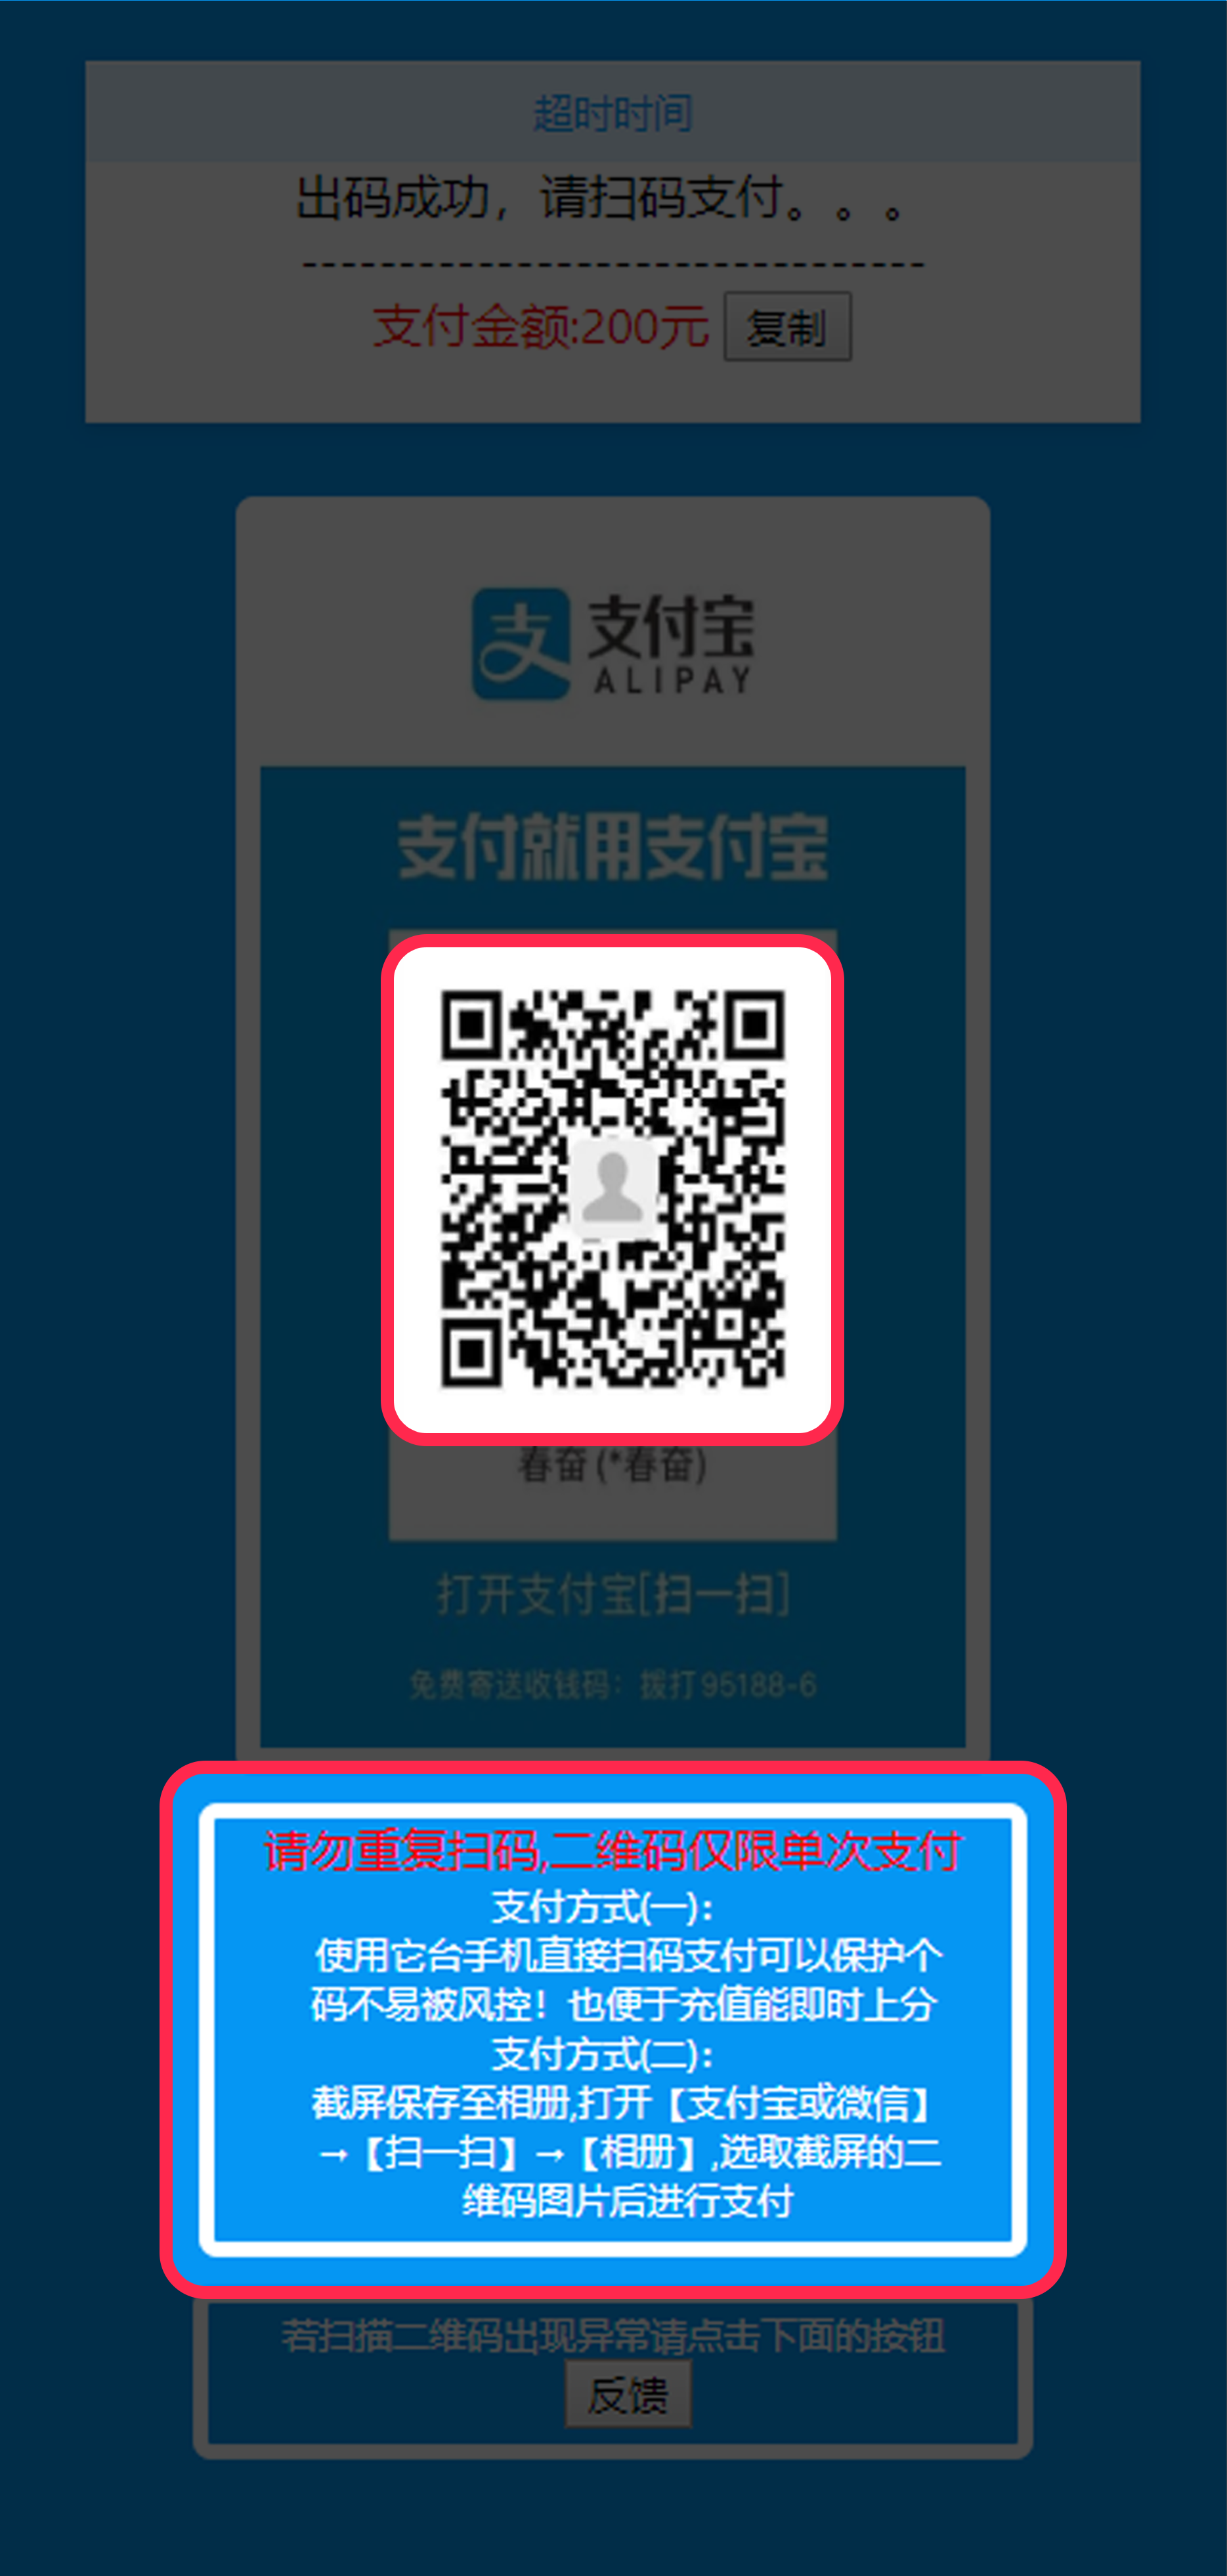 超时时间
出码成功，请扫码支付。。。
--------------------------------
支付金额:200元 复制
支付宝
ALIPAY
支付就用支付宝
春奋 (*春奋)
打开支付宝[扫一扫]
免费寄送收钱码：拨打95188-6
请勿重复扫码,二维码仅限单次支付
支付方式(一)：
使用它台手机直接扫码支付可以保护个
码不易被风控！也便于充值能即时上分
支付方式(二)：
截屏保存至相册,打开【支付宝或微信】
→【扫一扫】→【相册】,选取截屏的二
维码图片后进行支付
若扫描二维码出现异常请点击下面的按钮
反馈